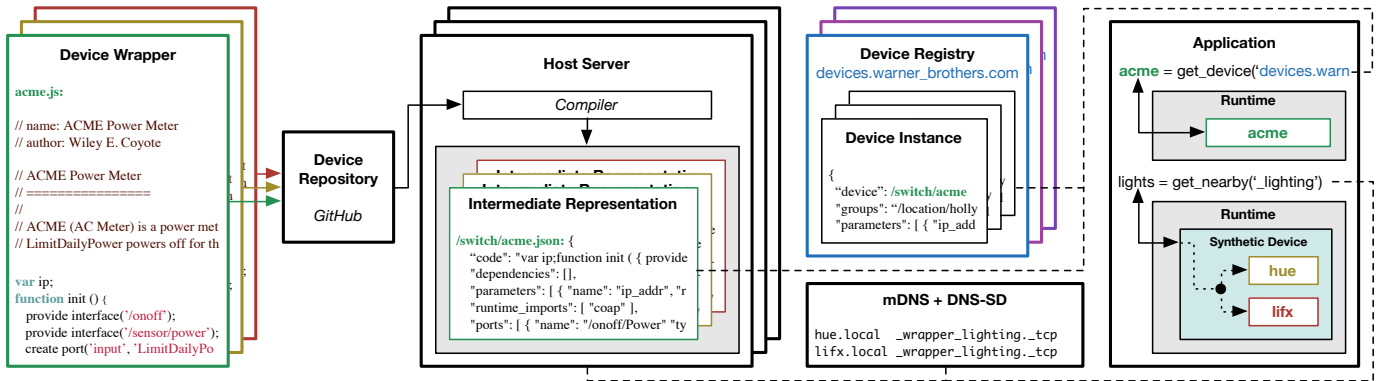 Device Wrapper
acme.js:
// name: ACME Power Meter
// author: Wiley E. Coyote
// ACME Power Meter
// ================
//
// ACME (AC Meter) is a power met
// LimitDailyPower powers off for th
var ip;
function init () {
provide interface('/onoff');
provide interface('/sensor/power');
create port('input', 'LimitDailyPo
Device
Repository
GitHub
Host Server
Compiler
Intermediate Representation
/switch/acme.json: {
"code": "var ip;function init ( { provide
"dependencies": [],
"parameters": [ { "name": "ip_addr", "r
"runtime_imports": [ "coap" ],
"ports": [ { "name": "/onoff/Power" "ty
Device Registry
devices.warner_brothers.com
Device Instance
{
"device”: /switch/acme
"groups": “/location/holly
"parameters": [ { "ip_add
mDNS + DNS-SD
hue.local _wrapper_lighting._tcp
lifx.local _wrapper_lighting._tcp
Application
acme = get_device(‘devices.warn
Runtime
acme
lights = get_nearby(‘_lighting’)
Runtime
Synthetic Device
hue
lifx